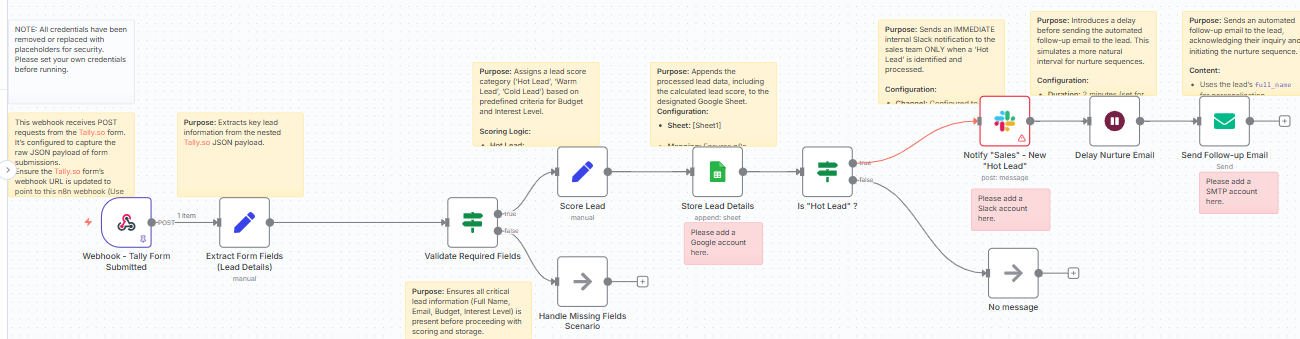 NOTE: All credentials have been
removed or replaced with
placeholders for security.
Please set your own credentials
before running.
This webhook receives POST
requests from the Tally.so form.
It's configured to capture the
raw JSON payload of form
submissions.
Ensure the Tally.so form's
webhook URL is updated to
point to this n8n webhook (Use
Purpose: Extracts key lead
information from the nested
Tally.so JSON payload.
Purpose: Assigns a lead score
category ('Hot Lead', 'Warm
Lead', 'Cold Lead') based on
predefined criteria for Budget
and Interest Level.
Scoring Logic:
Hot Lead:
Purpose: Appends the
processed lead data, including
the calculated lead score, to
the designated Google Sheet.
Configuration:
Sheet: [Sheet1]
Purpose: Sends an IMMEDIATE
internal Slack notification to the
sales team ONLY when a 'Hot
Lead' is identified and
processed.
Configuration:
Channel: Configured to
Purpose: Introduces a delay
before sending the automated
follow-up email to the lead. This
simulates a more natural
interval for nurture sequences.
Configuration:
Duration: 2 minutes (set for
Purpose: Sends an automated
follow-up email to the lead,
acknowledging their inquiry and
initiating the nurture sequence.
Content:
Uses the lead's full_name
for personalization
POST
1 item
Webhook - Tally Form
Submitted
Extract Form Fields
(Lead Details)
manual
Validate Required Fields
true
false
Purpose: Ensures all critical
lead information (Full Name,
Email, Budget, Interest Level) is
present before proceeding with
scoring and storage.
Score Lead
manual
Handle Missing Fields
Scenario
Store Lead Details
append: sheet
Please add a
Google account
here.
Is "Hot Lead" ?
true
false
Notify "Sales" - New
"Hot Lead"
post: message
Please add a
Slack account
here.
No message
Delay Nurture Email
Send Follow-up Email
Send
Please add a
SMTP account
here.